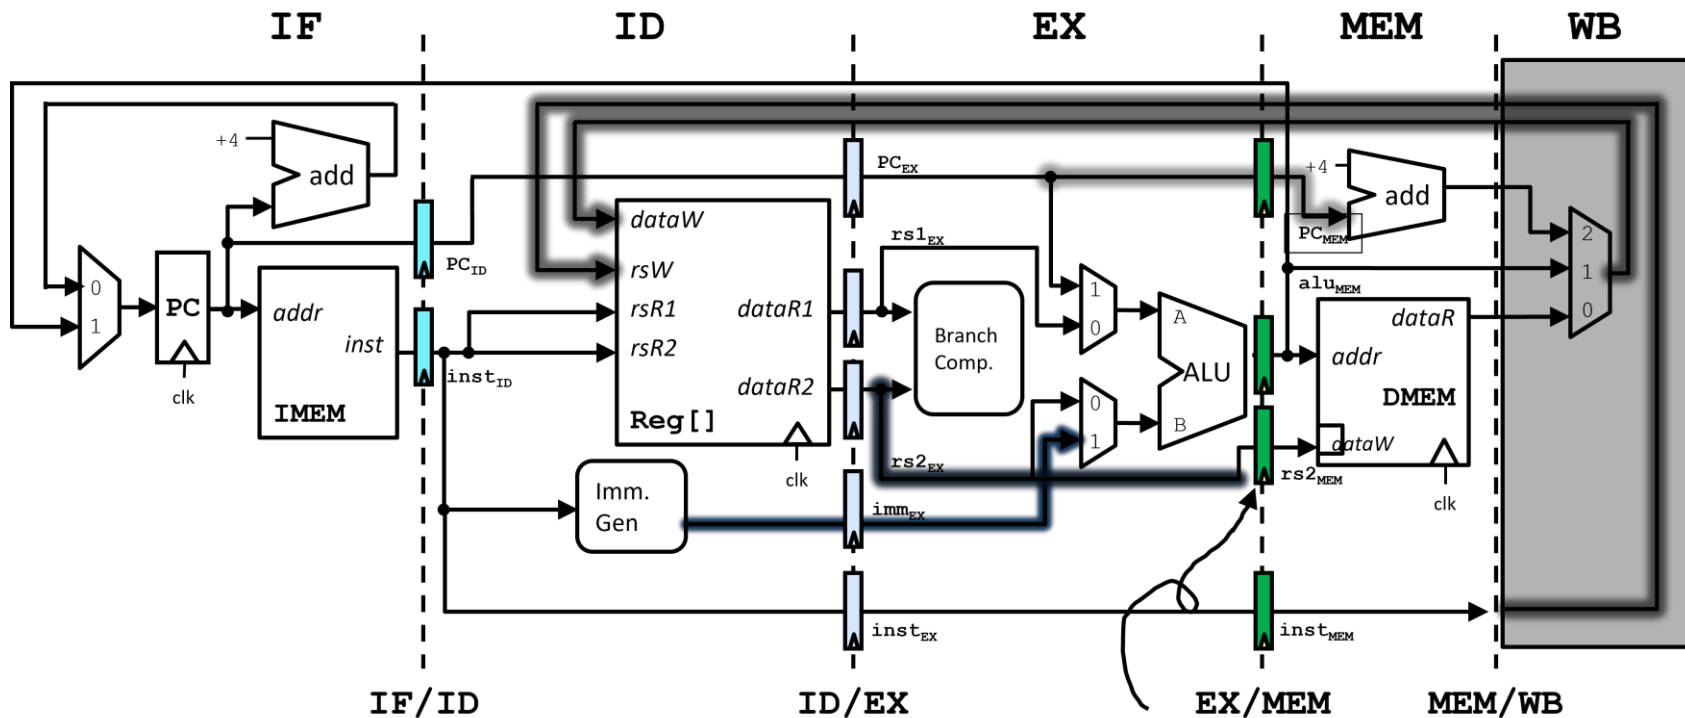 IF
ID
EX
MEM
WB
+4
add
PC
addr
inst
IMEM
clk
0
1
PC_ID
inst_ID
dataW
rsW
rsR1
rsR2
dataR1
dataR2
Reg[]
clk
Imm.
Gen
PC_EX
rs1_EX
Branch
Comp.
rs2_EX
imm_EX
inst_EX
1
0
0
1
A
ALU
B
+4
add
PC_MEM
alu_MEM
dataR
addr
DMEM
dataW
rs2_MEM
clk
inst_MEM
2
1
0
IF/ID
ID/EX
EX/MEM
MEM/WB